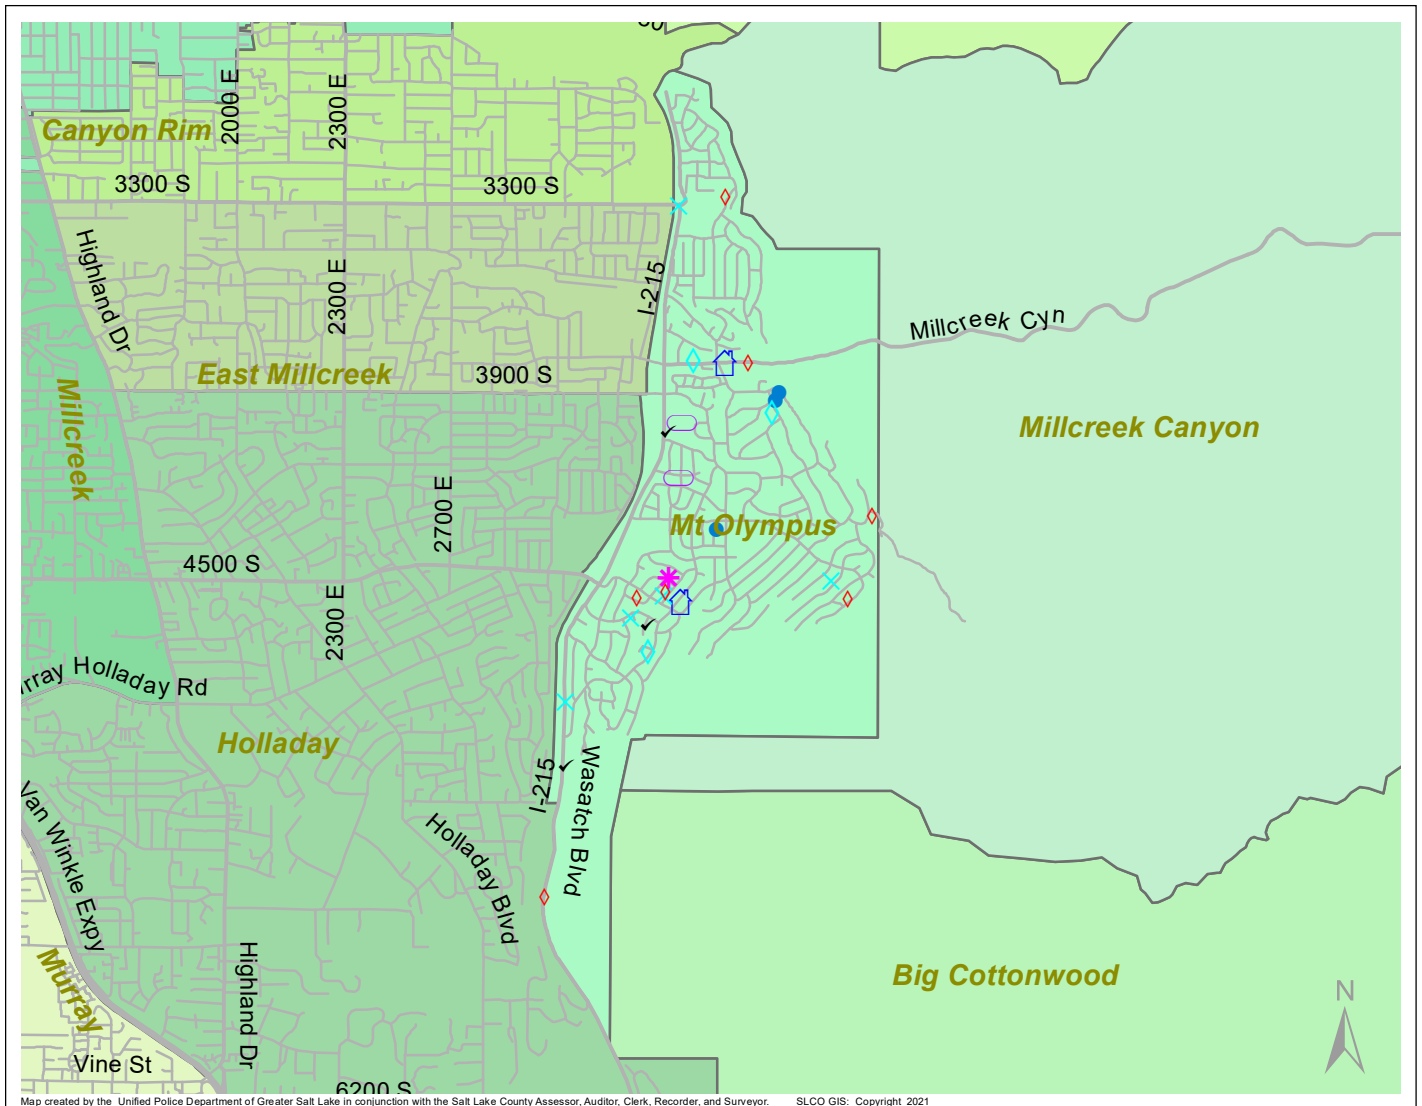 Canyon Rim
2000 E
2300 E
3300 S
3300 S
Highland Dr
2300 E
I-215
Millcreek Cyn
East Millcreek
3900 S
Millcreek
Millcreek Canyon
2700 E
Mt Olympus
4500 S
2300 E
rray Holladay Rd
Holladay
I-215
Wasatch Blvd
Van Winkle Expy
Holladay Blvd
Highland Dr
Murray
Big Cottonwood
N
Vine St
6200 S
Map created by the Unified Police Department of Greater Salt Lake in conjunction with the Salt Lake County Assessor, Auditor, Clerk, Recorder, and Surveyor. SLCO GIS: Copyright 2021